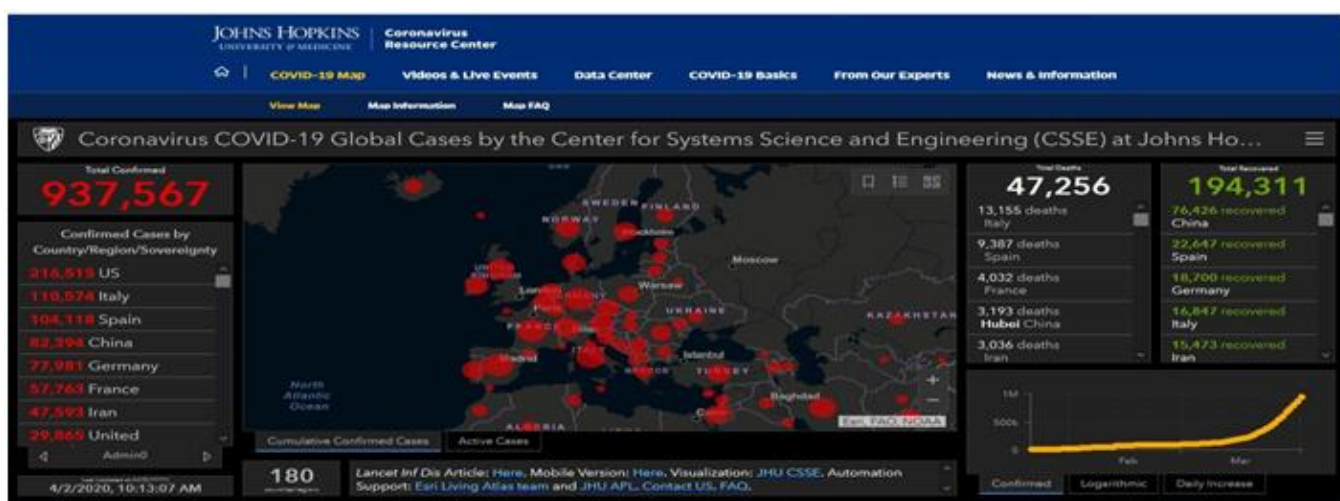 JOHNS HOPKINS
UNIVERSITY & MEDICINE
Coronavirus
Resource Center
COVID-19 Map Videos & Live Events Data Center COVID-19 Basics From Our Experts News & Information
View Map Map Information Map FAQ
Coronavirus COVID-19 Global Cases by the Center for Systems Science and Engineering (CSSE) at Johns Ho...
Total Confirmed
937,567
Confirmed Cases by
Country/Region/Sovereignty
216,515 US
110,574 Italy
104,118 Spain
82,394 China
77,981 Germany
57,763 France
47,593 Iran
29,865 United
Admin0
4/2/2020, 10:13:07 AM
SWEDEN
FINLAND
NORWAY
Stockholm
Moscow
UNITED
KINGDOM
London
Warsaw
GERMANY
Paris
UKRAINE
KAZAKHSTAN
FRANCE
Madrid
Istanbul
GREECE
TURKEY
North
Atlantic
Ocean
Baghdad
Cairo
ALGERIA
LIBYA
Esri, FAO, NOAA
Cumulative Confirmed Cases Active Cases
180
Lancet Inf Dis Article: Here. Mobile Version: Here. Visualization: JHU CSSE. Automation
Support: Esri Living Atlas team and JHU APL. Contact US. FAQ.
Total Deaths
47,256
13,155 deaths
Italy
9,387 deaths
Spain
4,032 deaths
France
3,193 deaths
Hubei China
3,036 deaths
Iran
Total Recovered
194,311
76,426 recovered
China
22,647 recovered
Spain
18,700 recovered
Germany
16,847 recovered
Italy
15,473 recovered
Iran
1M
500k
0
Feb Mar
Confirmed Logarithmic Daily Increase